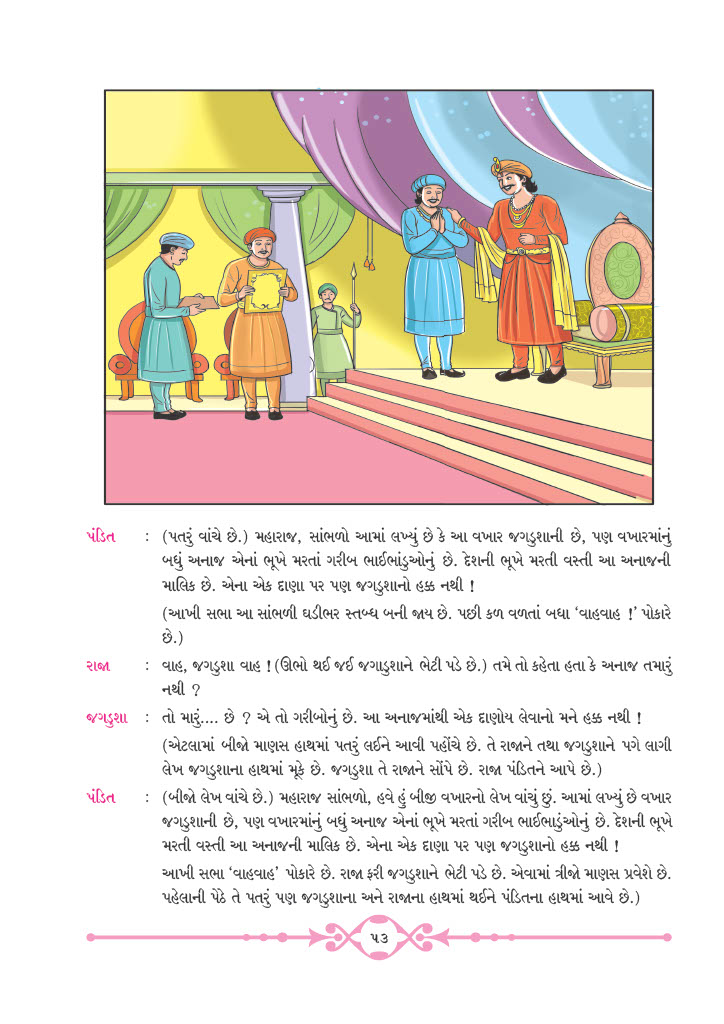 પંડિત : (પતરું વાંચે છે.) મહારાજ, સાંભળો આમાં લખ્યું છે કે આ વખાર જગડુશાની છે, પણ વખારમાંનું
બધું અનાજ એનાં ભૂખે મરતાં ગરીબ ભાઈભાંડુઓનું છે. દેશની ભૂખે મરતી વસ્તી આ અનાજની
માલિક છે. એના એક દાણા પર પણ જગડુશાનો હક્ક નથી !
(આખી સભા આ સાંભળી ઘડીભર સ્તબ્ધ બની જાય છે. પછી કળ વળતાં બધા ‘વાહવાહ !’ પોકારે
છે.)
રાજા : વાહ, જગડુશા વાહ ! (ઊભો થઈ જઈ જગાડુશાને ભેટી પડે છે.) તમે તો કહેતા હતા કે અનાજ તમારું
નથી ?
જગડુશા : તો મારું.... છે ? એ તો ગરીબોનું છે. આ અનાજમાંથી એક દાણોય લેવાનો મને હક્ક નથી !
(એટલામાં બીજો માણસ હાથમાં પતરું લઈને આવી પહોંચે છે. તે રાજાને તથા જગડુશાને પગે લાગી
લેખ જગડુશાના હાથમાં મૂકે છે. જગડુશા તે રાજાને સોંપે છે. રાજા પંડિતને આપે છે.)
પંડિત : (બીજો લેખ વાંચે છે.) મહારાજ સાંભળો, હવે હું બીજી વખારનો લેખ વાંચું છું. આમાં લખ્યું છે વખાર
જગડુશાની છે, પણ વખારમાંનું બધું અનાજ એનાં ભૂખે મરતાં ગરીબ ભાઈભાડુંઓનું છે. દેશની ભૂખે
મરતી વસ્તી આ અનાજની માલિક છે. એના એક દાણા પર પણ જગડુશાનો હક્ક નથી !
આખી સભા ‘વાહવાહ’ પોકારે છે. રાજા ફરી જગડુશાને ભેટી પડે છે. એવામાં ત્રીજો માણસ પ્રવેશે છે.
પહેલાની પેઠે તે પતરું પણ જગડુશાના અને રાજાના હાથમાં થઈને પંડિતના હાથમાં આવે છે.)
૫૩